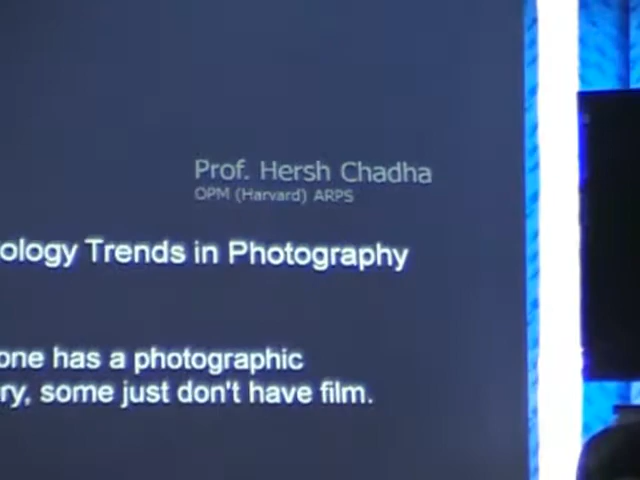 Prof. Hersh Chadha
OPM (Harvard) ARPS
ology Trends in Photography
one has a photographic
ry, some just don't have film.